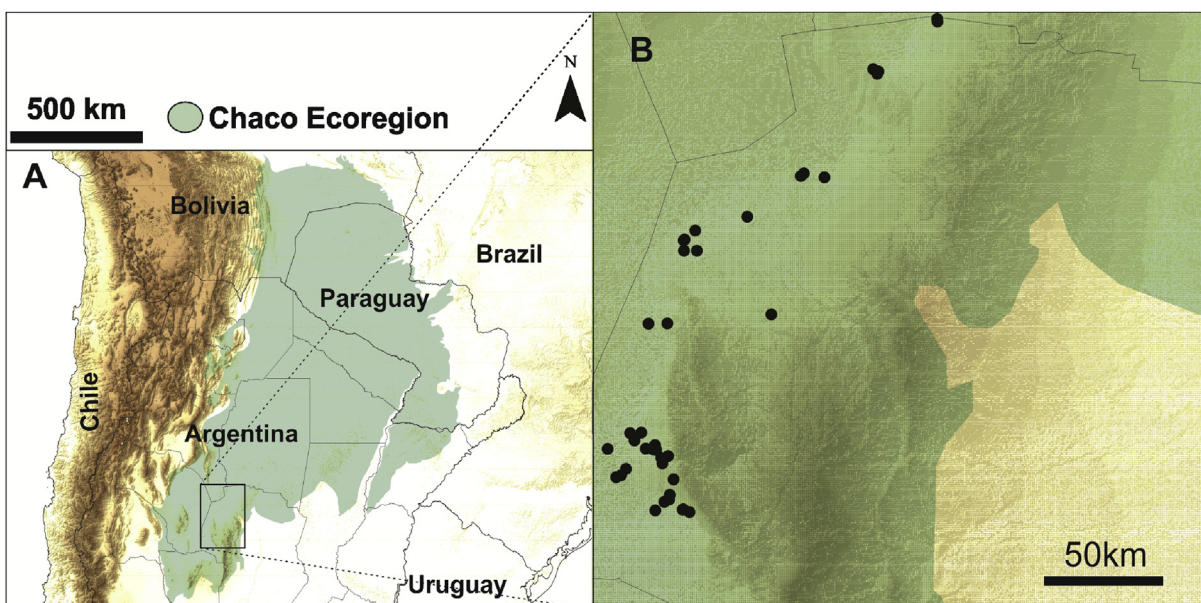 N
500 km
Chaco Ecoregion
A
Bolivia
Brazil
Paraguay
Chile
Argentina
Uruguay
B
50km